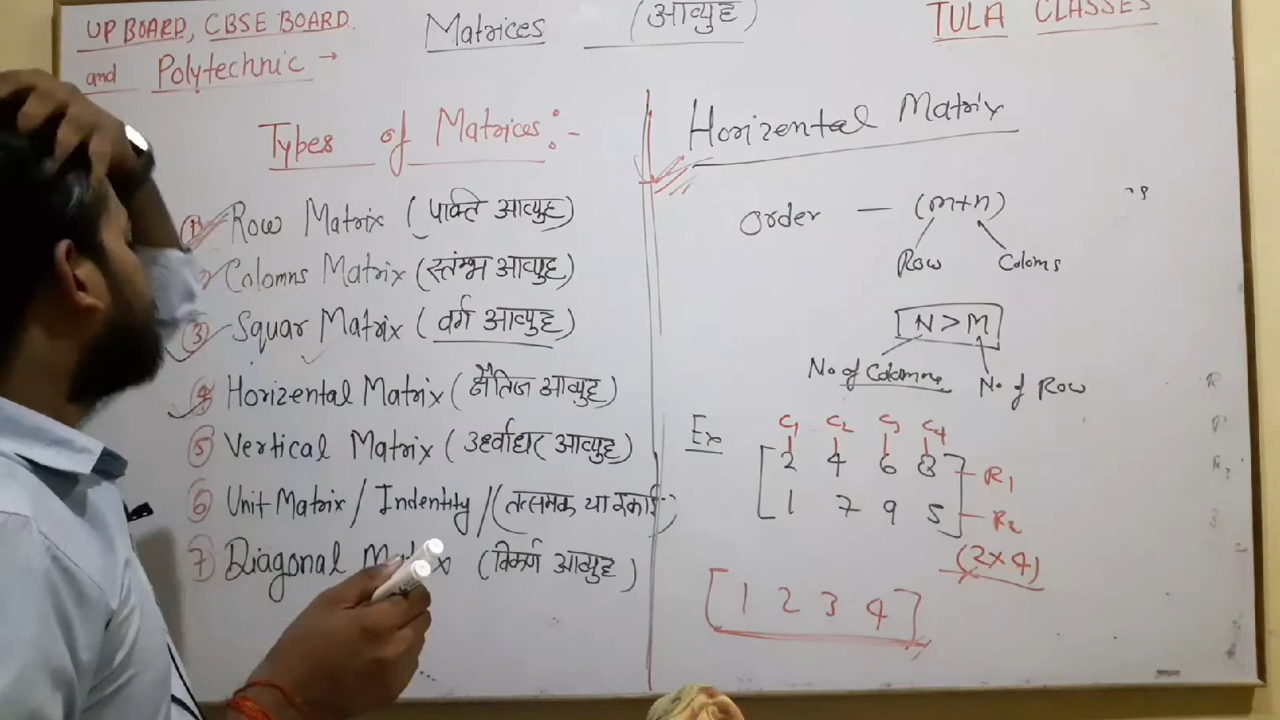 UP BOARD, CBSE BOARD.
and Polytechnic →
Matrices (आव्युह)
TULA CLASSES
Types of Matrices :-
① Row Matrix (पाक्ति आव्युह)
Colomns Matrix (स्तंम्भ आव्युह)
③ Squar Matrix (वर्ग आव्युह)
④ Horizental Matrix (क्षैतिज आव्युह)
⑤ Vertical Matrix (उर्ध्वाधर आव्युह)
⑥ Unit Matrix / Indentity / (तत्समक या इकाई)
⑦ Diagonal Matrix (विकर्ण आव्युह)
Horizental Matrix
Order — (m+n)
Row Coloms
N > M
No of Colomns No of Row
Ex
C1 C2 C3 C4
2 4 6 8 R1
1 7 9 5 R2
(2×4)
[1 2 3 4]